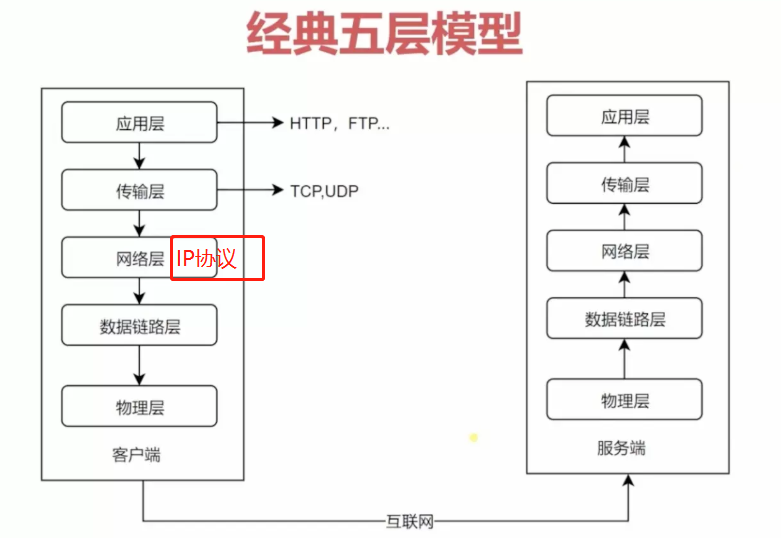 经典五层模型
应用层
HTTP，FTP...
传输层
TCP,UDP
网络层
IP协议
数据链路层
物理层
客户端
应用层
传输层
网络层
数据链路层
物理层
服务端
互联网